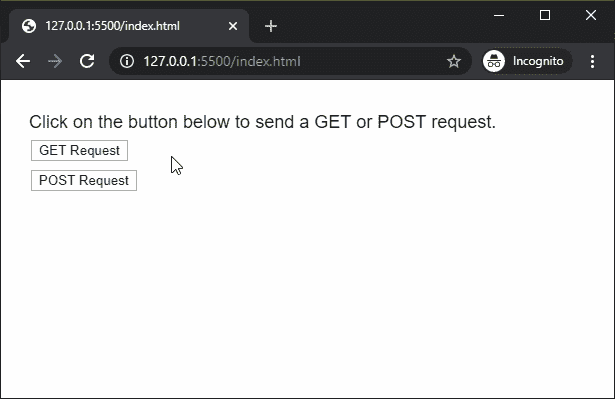 127.0.0.1:5500/index.html
127.0.0.1:5500/index.html
Incognito
Click on the button below to send a GET or POST request.
GET Request
POST Request